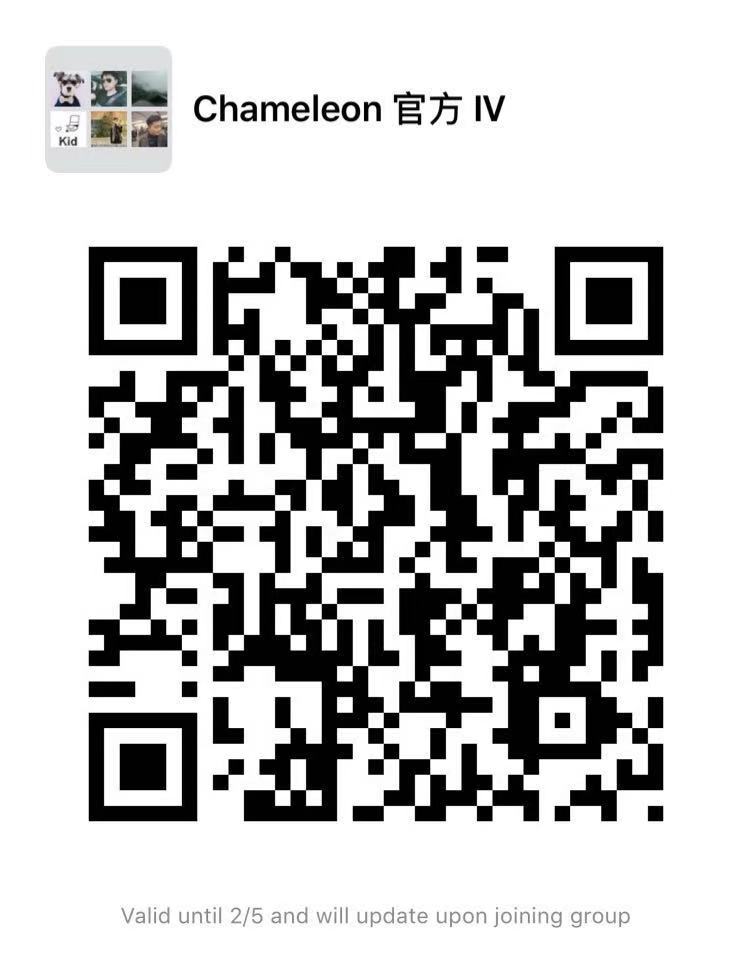 Kid
Chameleon 官方 IV
Valid until 2/5 and will update upon joining group